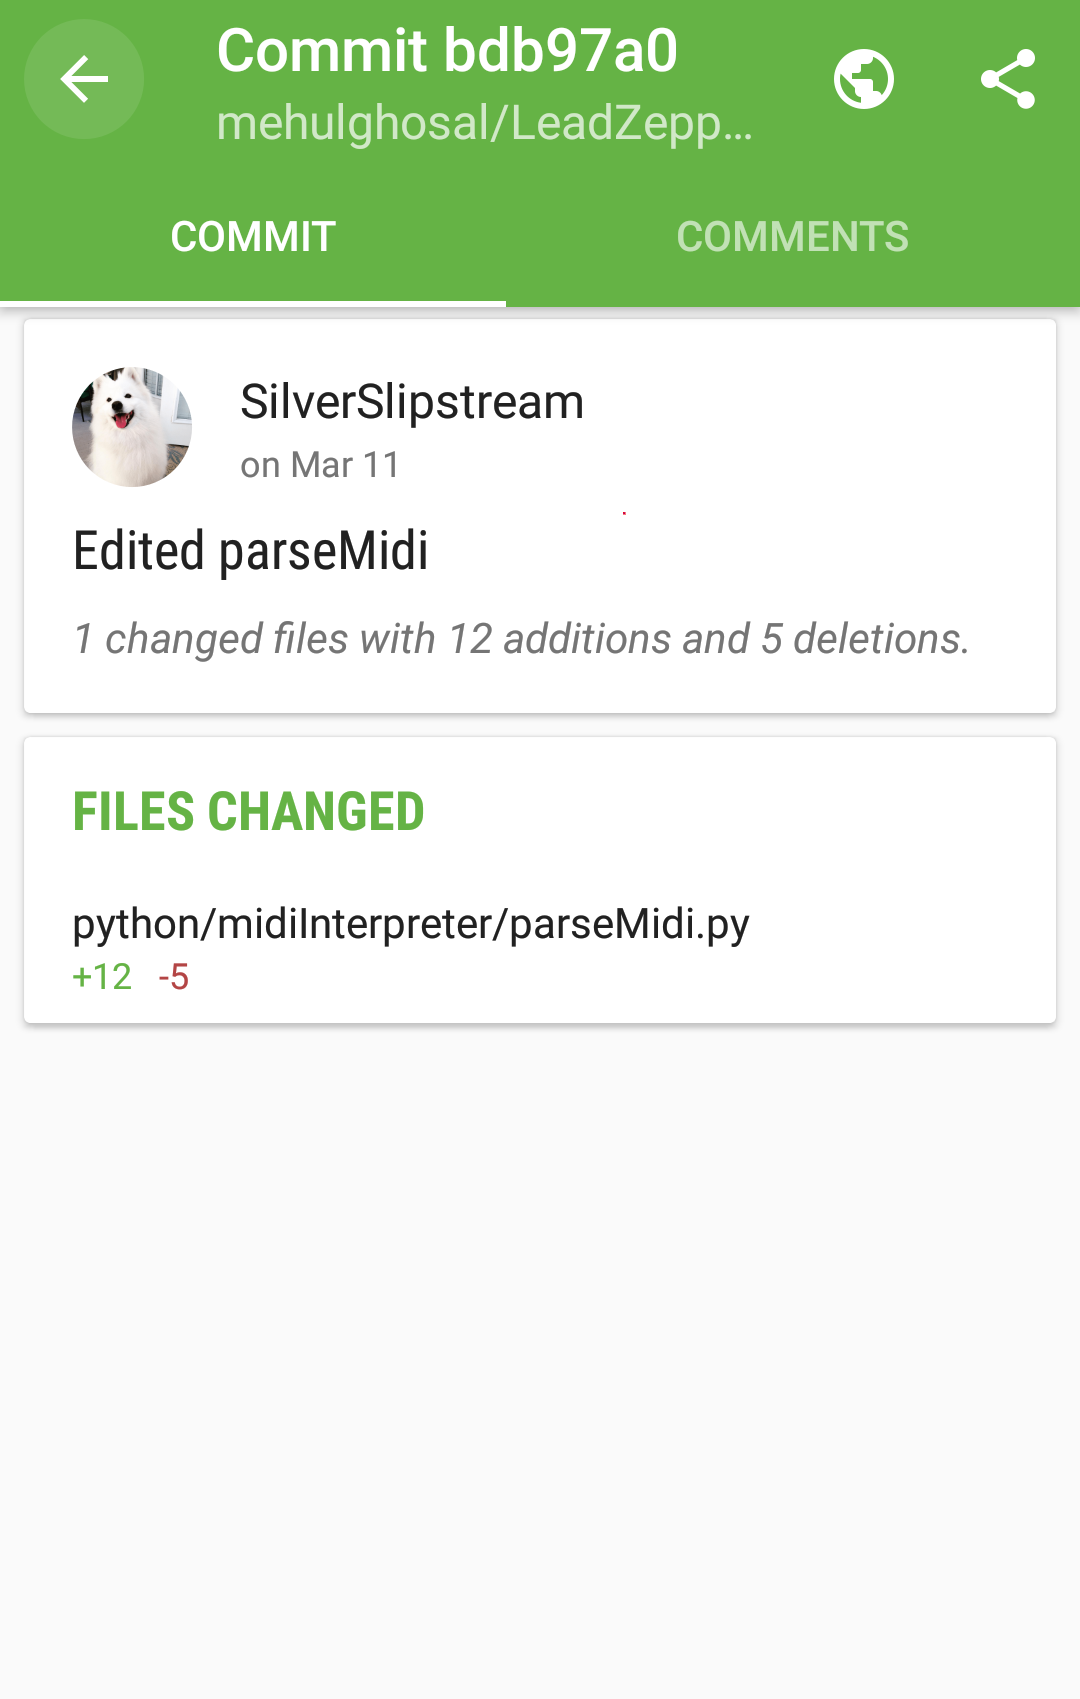 Commit bdb97a0
mehulghosal/LeadZepp...
COMMIT
COMMENTS
SilverSlipstream
on Mar 11
Edited parseMidi
1 changed files with 12 additions and 5 deletions.
FILES CHANGED
python/midiInterpreter/parseMidi.py
+12 -5